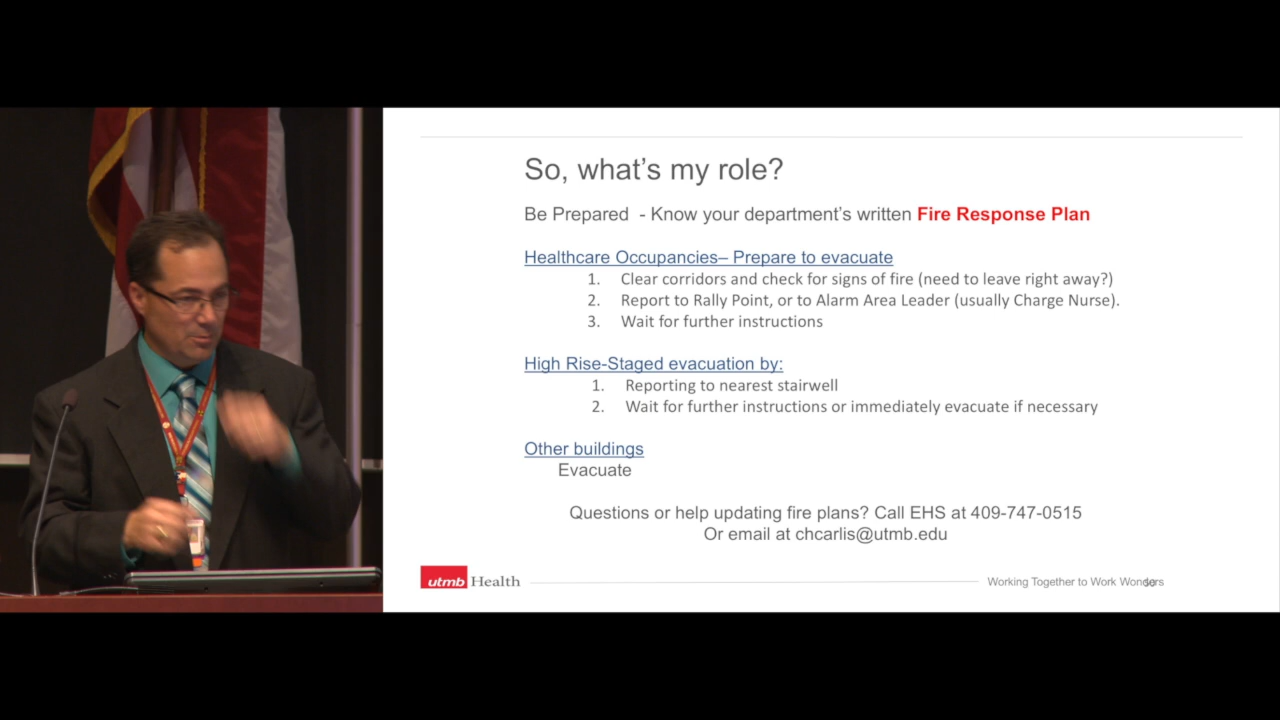 So, what's my role?
Be Prepared - Know your department's written Fire Response Plan
Healthcare Occupancies– Prepare to evacuate
1. Clear corridors and check for signs of fire (need to leave right away?)
2. Report to Rally Point, or to Alarm Area Leader (usually Charge Nurse).
3. Wait for further instructions
High Rise-Staged evacuation by:
1. Reporting to nearest stairwell
2. Wait for further instructions or immediately evacuate if necessary
Other buildings
Evacuate
Questions or help updating fire plans? Call EHS at 409-747-0515
Or email at chcarlis@utmb.edu
utmb Health
Working Together to Work Wonders